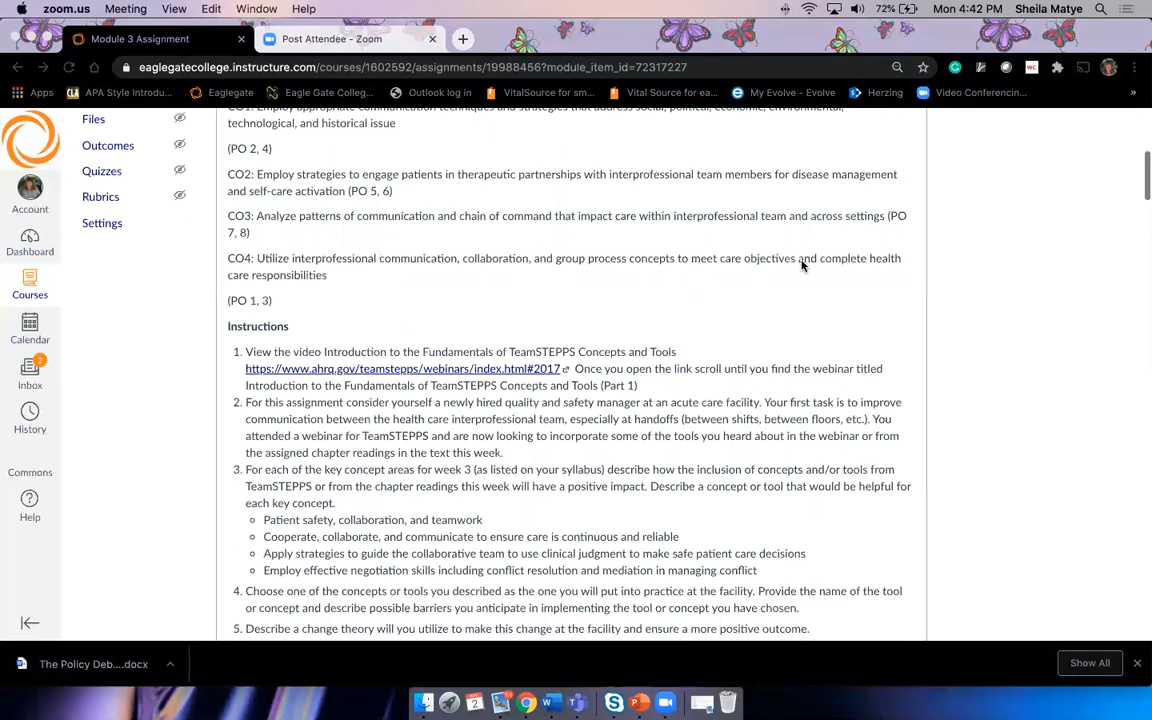 zoom.us Meeting View Edit Window Help 72% Mon 4:42 PM Sheila Matye
Module 3 Assignment Post Attendee - Zoom
eaglegatecollege.instructure.com/courses/1602592/assignments/19988456?module_item_id=72317227
Apps APA Style Introdu... Eaglegate Eagle Gate Colleg... Outlook log in VitalSource for sm... Vital Source for ea... My Evolve - Evolve Herzing Video Conferencin... »
CO1: Employ appropriate communication techniques and strategies that address social, political, economic, environmental,
technological, and historical issue
(PO 2, 4)
CO2: Employ strategies to engage patients in therapeutic partnerships with interprofessional team members for disease management
and self-care activation (PO 5, 6)
CO3: Analyze patterns of communication and chain of command that impact care within interprofessional team and across settings (PO
7, 8)
CO4: Utilize interprofessional communication, collaboration, and group process concepts to meet care objectives and complete health
care responsibilities
(PO 1, 3)
Instructions
1. View the video Introduction to the Fundamentals of TeamSTEPPS Concepts and Tools
https://www.ahrq.gov/teamstepps/webinars/index.html#2017 Once you open the link scroll until you find the webinar titled
Introduction to the Fundamentals of TeamSTEPPS Concepts and Tools (Part 1)
2. For this assignment consider yourself a newly hired quality and safety manager at an acute care facility. Your first task is to improve
communication between the health care interprofessional team, especially at handoffs (between shifts, between floors, etc.). You
attended a webinar for TeamSTEPPS and are now looking to incorporate some of the tools you heard about in the webinar or from
the assigned chapter readings in the text this week.
3. For each of the key concept areas for week 3 (as listed on your syllabus) describe how the inclusion of concepts and/or tools from
TeamSTEPPS or from the chapter readings this week will have a positive impact. Describe a concept or tool that would be helpful for
each key concept.
Patient safety, collaboration, and teamwork
Cooperate, collaborate, and communicate to ensure care is continuous and reliable
Apply strategies to guide the collaborative team to use clinical judgment to make safe patient care decisions
Employ effective negotiation skills including conflict resolution and mediation in managing conflict
4. Choose one of the concepts or tools you described as the one you will put into practice at the facility. Provide the name of the tool
or concept and describe possible barriers you anticipate in implementing the tool or concept you have chosen.
5. Describe a change theory will you utilize to make this change at the facility and ensure a more positive outcome.
Files
Outcomes
Quizzes
Rubrics
Settings
Account
Dashboard
Courses
Calendar
2
Inbox
History
Commons
Help
The Policy Deb....docx
Show All